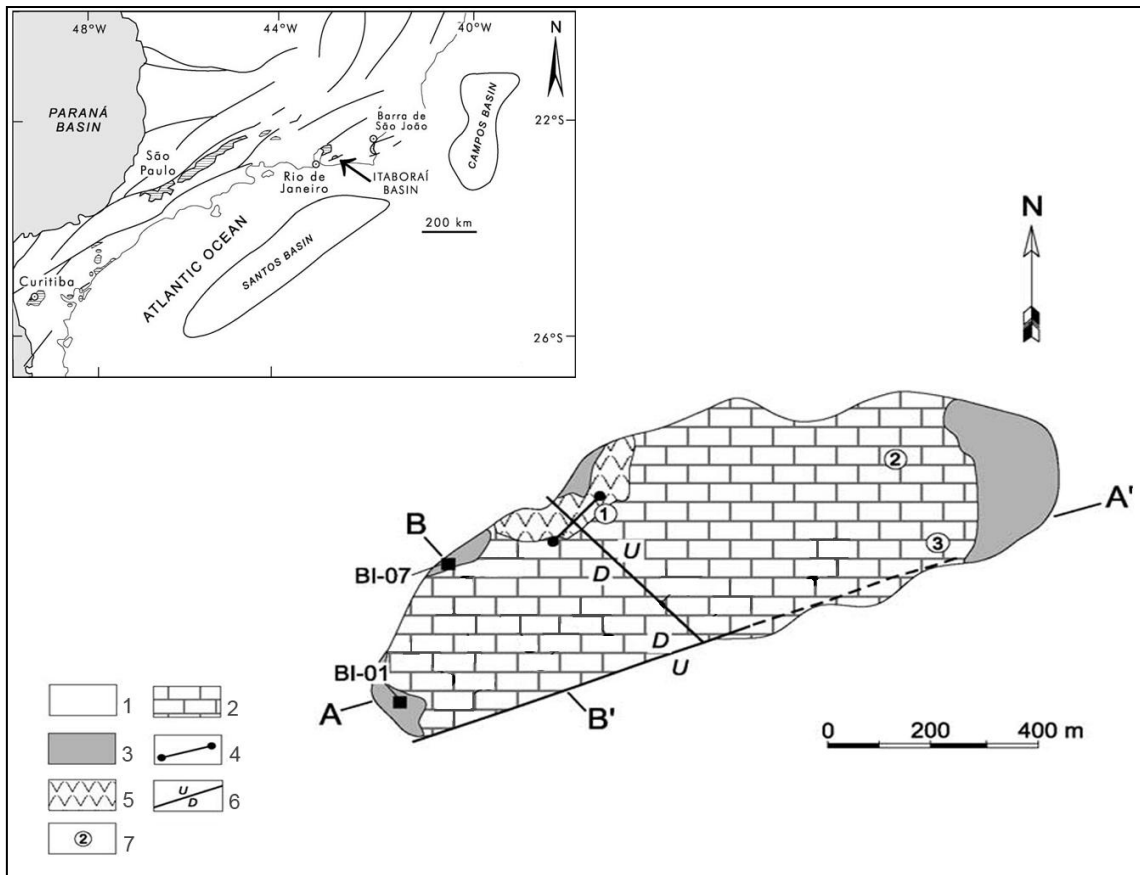 48°W
44°W
40°W
N
PARANÁ
BASIN
Barra de
São João
CAMPOS BASIN
22°S
São
Paulo
Rio de
Janeiro
ITABORAÍ
BASIN
200 km
ATLANTIC OCEAN
SANTOS BASIN
Curitiba
26°S
N
2
A'
1
B
U
3
BI-07
D
D
U
BI-01
A
B'
0 200 400 m
1 2
3 4
5 U D 6
2 7